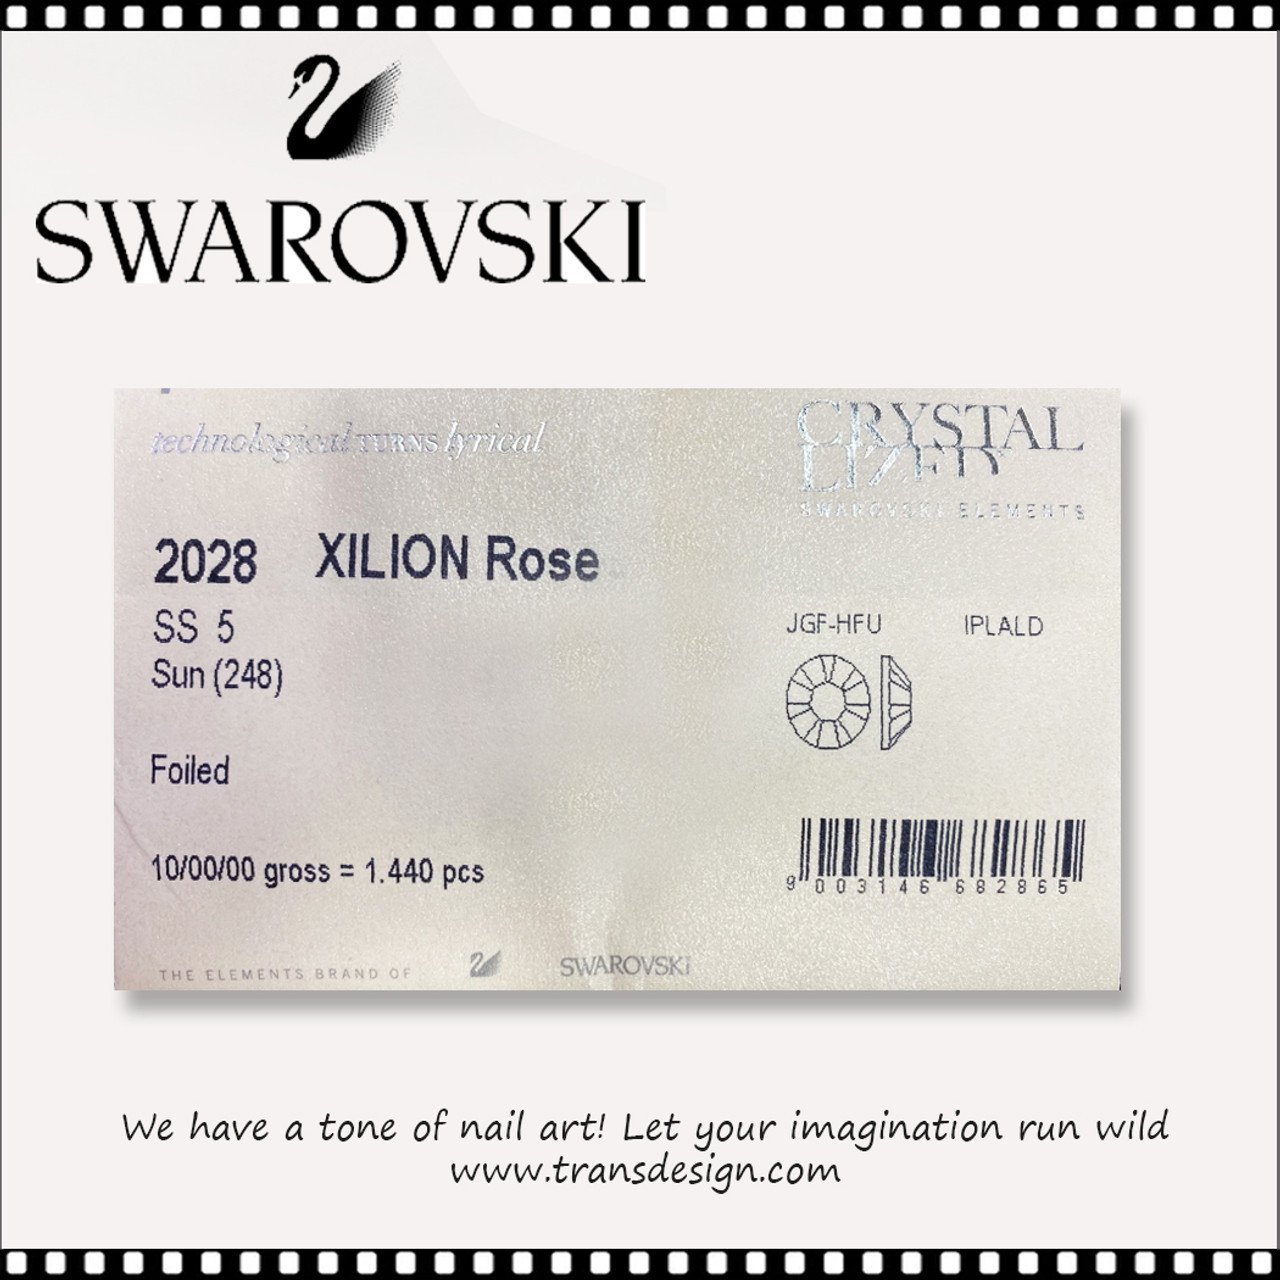 SWAROVSKI
technological TURNS lyrical
CRYSTAL
LIZED
SWAROVSKI ELEMENTS
2028 XILION Rose
SS 5
Sun (248)
JGF-HFU IPLALD
Foiled
10/00/00 gross = 1.440 pcs
9 003146 682865
THE ELEMENTS BRAND OF SWAROVSKI
We have a tone of nail art! Let your imagination run wild
www.transdesign.com